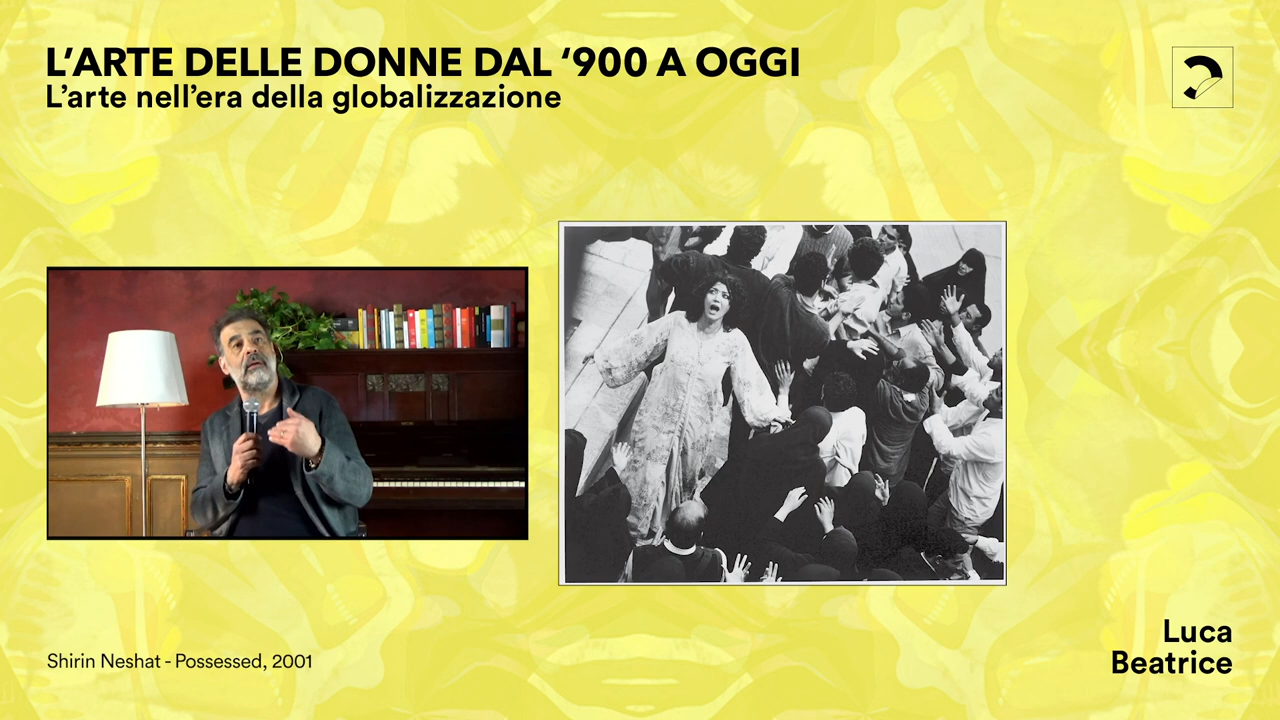 L’ARTE DELLE DONNE DAL ‘900 A OGGI
L’arte nell’era della globalizzazione
Shirin Neshat - Possessed, 2001
Luca
Beatrice